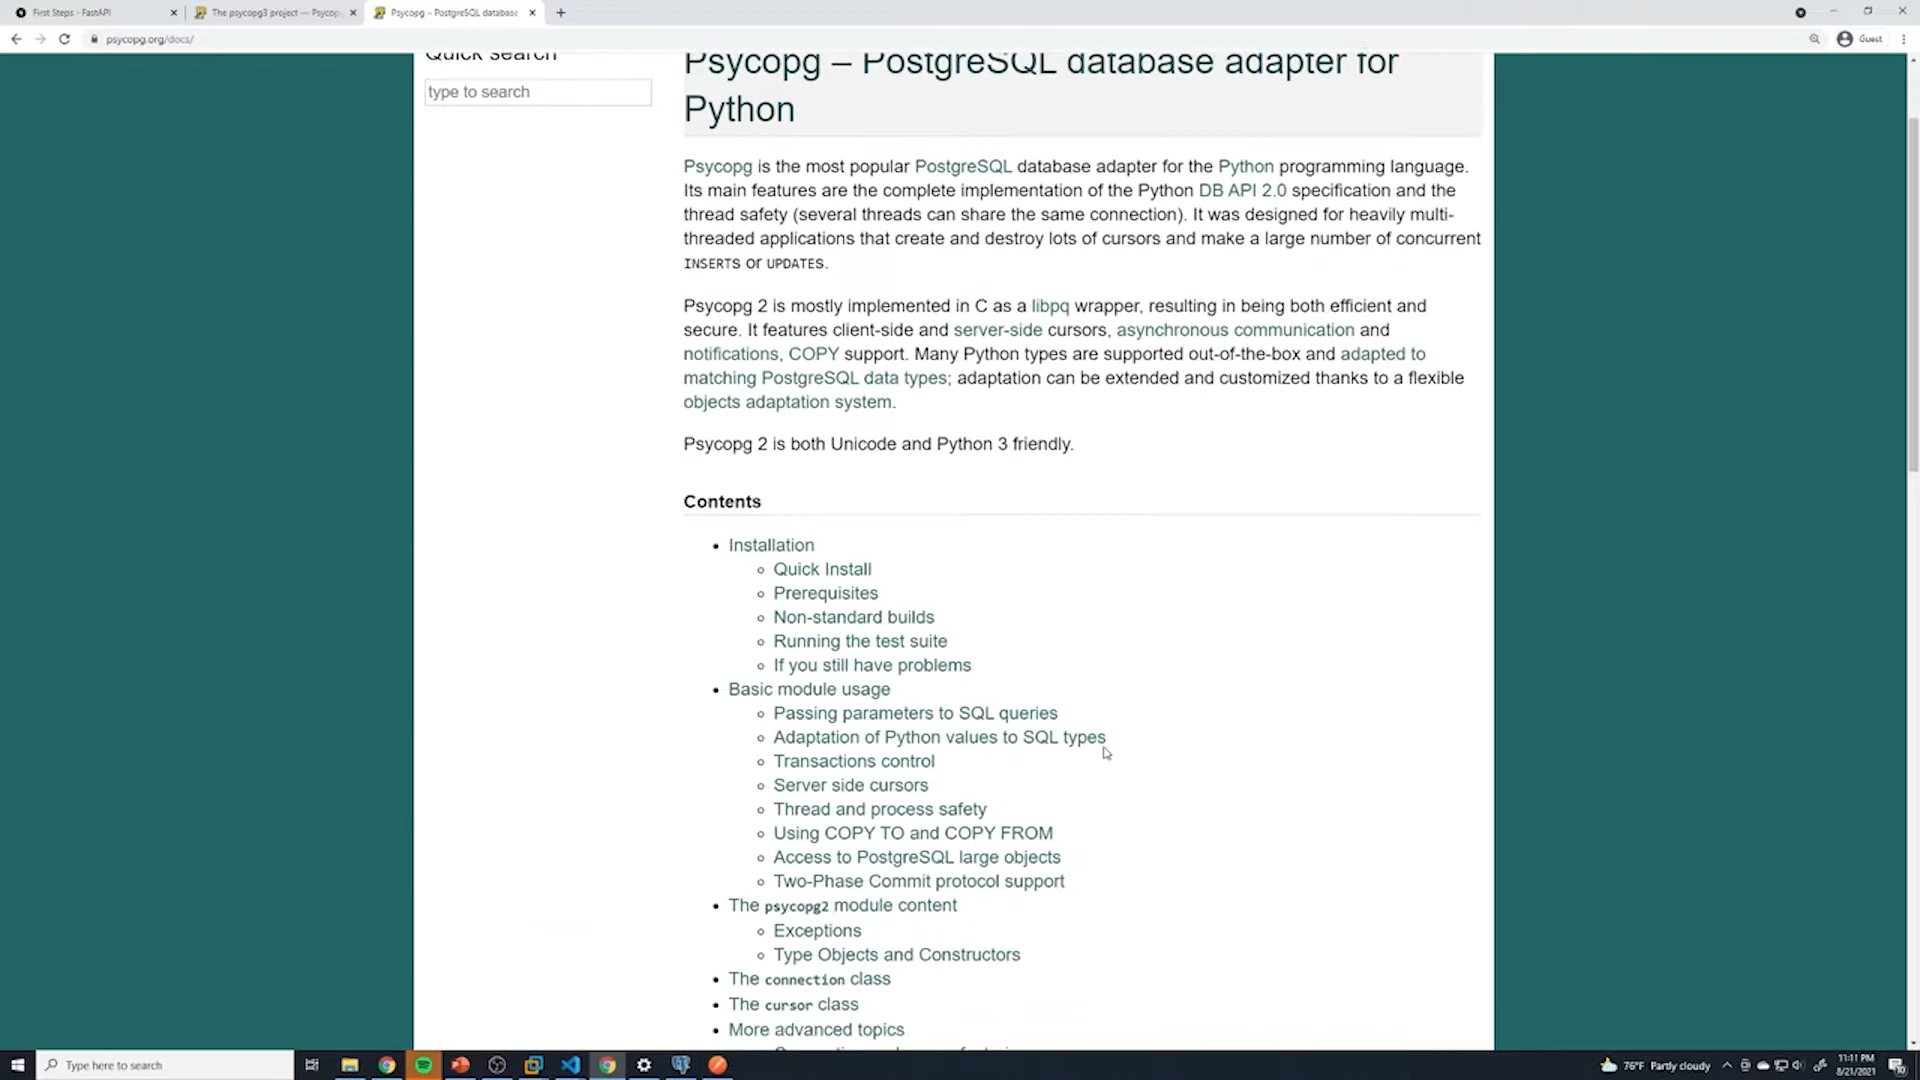 First Steps - FastAPI
The psycopg3 project — Psycop
Psycopg – PostgreSQL database
psycopg.org/docs/
Guest
Quick search
type to search
Psycopg – PostgreSQL database adapter for
Python
Psycopg is the most popular PostgreSQL database adapter for the Python programming language.
Its main features are the complete implementation of the Python DB API 2.0 specification and the
thread safety (several threads can share the same connection). It was designed for heavily multi-
threaded applications that create and destroy lots of cursors and make a large number of concurrent
INSERTs or UPDATEs.
Psycopg 2 is mostly implemented in C as a libpq wrapper, resulting in being both efficient and
secure. It features client-side and server-side cursors, asynchronous communication and
notifications, COPY support. Many Python types are supported out-of-the-box and adapted to
matching PostgreSQL data types; adaptation can be extended and customized thanks to a flexible
objects adaptation system.
Psycopg 2 is both Unicode and Python 3 friendly.
Contents
Installation
Quick Install
Prerequisites
Non-standard builds
Running the test suite
If you still have problems
Basic module usage
Passing parameters to SQL queries
Adaptation of Python values to SQL types
Transactions control
Server side cursors
Thread and process safety
Using COPY TO and COPY FROM
Access to PostgreSQL large objects
Two-Phase Commit protocol support
The psycopg2 module content
Exceptions
Type Objects and Constructors
The connection class
The cursor class
More advanced topics
Type here to search
76°F Partly cloudy
11:11 PM
8/21/2021